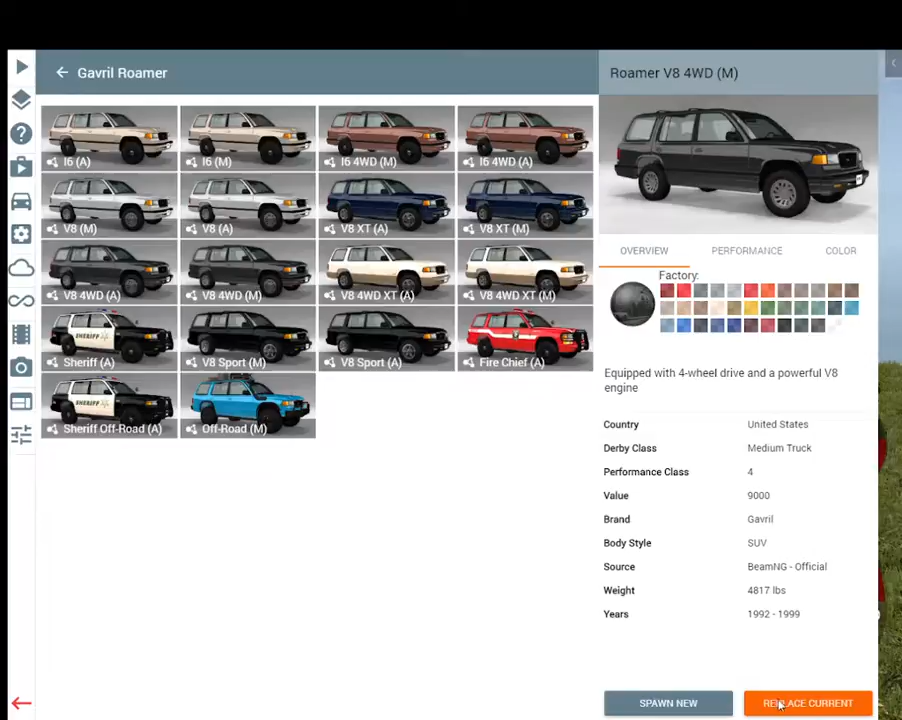 Gavril Roamer
Roamer V8 4WD (M)
I6 (A)
I6 (M)
I6 4WD (M)
I6 4WD (A)
V8 (M)
V8 (A)
V8 XT (A)
V8 XT (M)
V8 4WD (A)
V8 4WD (M)
V8 4WD XT (A)
V8 4WD XT (M)
Sheriff (A)
V8 Sport (M)
V8 Sport (A)
Fire Chief (A)
Sheriff Off-Road (A)
Off-Road (M)
SHERIFF
SHERIFF
OVERVIEW PERFORMANCE COLOR
Factory:
Equipped with 4-wheel drive and a powerful V8
engine
Country United States
Derby Class Medium Truck
Performance Class 4
Value 9000
Brand Gavril
Body Style SUV
Source BeamNG - Official
Weight 4817 lbs
Years 1992 - 1999
SPAWN NEW REPLACE CURRENT